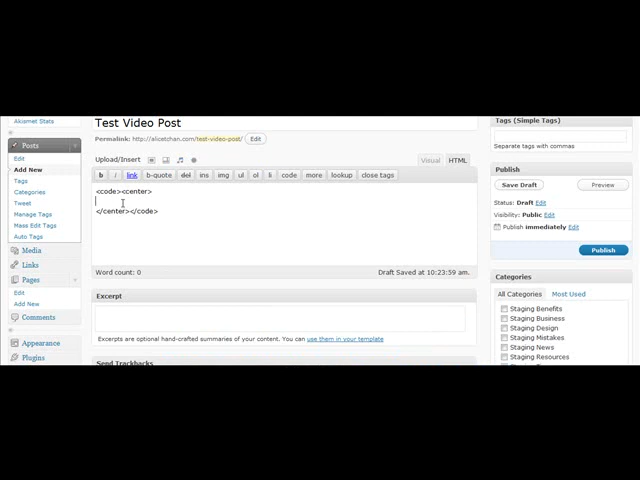 Akismet Stats
Posts
Edit
Add New
Tags
Categories
Tweet
Manage Tags
Mass Edit Tags
Auto Tags
Media
Links
Pages
Edit
Add New
Comments
Appearance
Plugins
Test Video Post
Permalink: http://alicetchan.com/test-video-post/ Edit
Upload/Insert
Visual HTML
b i link b-quote del ins img ul ol li code more lookup close tags
<code><center>
</center></code>
Word count: 0 Draft Saved at 10:23:59 am.
Excerpt
Excerpts are optional hand-crafted summaries of your content. You can use them in your template
Send Trackbacks
Tags (Simple Tags)
Separate tags with commas
Publish
Save Draft Preview
Status: Draft Edit
Visibility: Public Edit
Publish immediately Edit
Publish
Categories
All Categories Most Used
Staging Benefits
Staging Business
Staging Design
Staging Mistakes
Staging News
Staging Resources